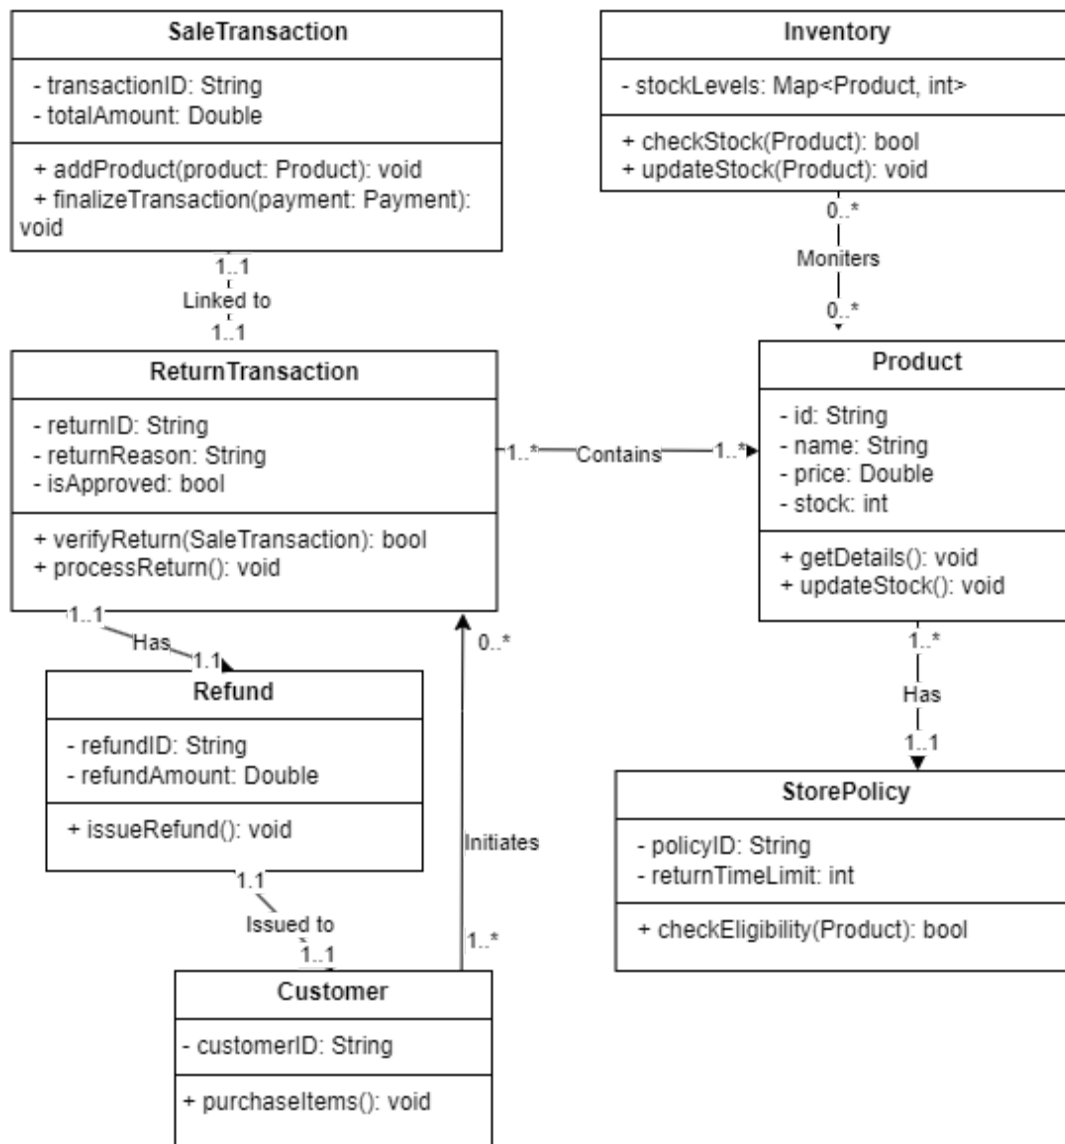 SaleTransaction
- transactionID: String
- totalAmount: Double
+ addProduct(product: Product): void
+ finalizeTransaction(payment: Payment):
void
1..1
Linked to
1..1
Inventory
- stockLevels: Map<Product, int>
+ checkStock(Product): bool
+ updateStock(Product): void
0..*
Moniters
0..*
ReturnTransaction
- returnID: String
- returnReason: String
- isApproved: bool
+ verifyReturn(SaleTransaction): bool
+ processReturn(): void
1..*
Contains
1..*
Product
- id: String
- name: String
- price: Double
- stock: int
+ getDetails(): void
+ updateStock(): void
1..1
Has
1.1
0..*
Initiates
1..*
1..*
Has
1..1
Refund
- refundID: String
- refundAmount: Double
+ issueRefund(): void
1.1
Issued to
1..1
StorePolicy
- policyID: String
- returnTimeLimit: int
+ checkEligibility(Product): bool
Customer
- customerID: String
+ purchaseItems(): void